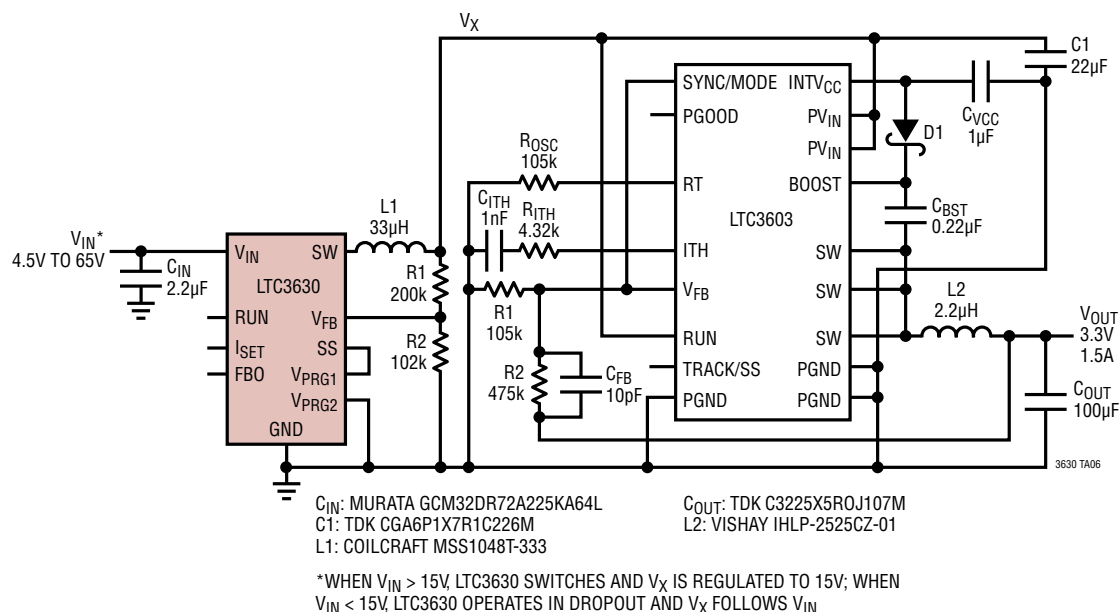 VX
C1
22µF
SYNC/MODE
INTVCC
CVCC
1µF
PGOOD
PVIN
D1
ROSC
105k
PVIN
RT
BOOST
CITH
1nF
RITH
4.32k
LTC3603
CBST
0.22µF
L1
33µH
VIN*
4.5V TO 65V
CIN
2.2µF
VIN
SW
LTC3630
RUN
VFB
ISET
SS
FBO
VPRG1
VPRG2
GND
R1
200k
R2
102k
ITH
SW
R1
105k
VFB
SW
L2
2.2µH
RUN
SW
VOUT
3.3V
1.5A
R2
475k
CFB
10pF
TRACK/SS
PGND
PGND
PGND
COUT
100µF
3630 TA06
CIN: MURATA GCM32DR72A225KA64L
C1: TDK CGA6P1X7R1C226M
L1: COILCRAFT MSS1048T-333
COUT: TDK C3225X5ROJ107M
L2: VISHAY IHLP-2525CZ-01
*WHEN VIN > 15V, LTC3630 SWITCHES AND VX IS REGULATED TO 15V; WHEN
VIN < 15V, LTC3630 OPERATES IN DROPOUT AND VX FOLLOWS VIN